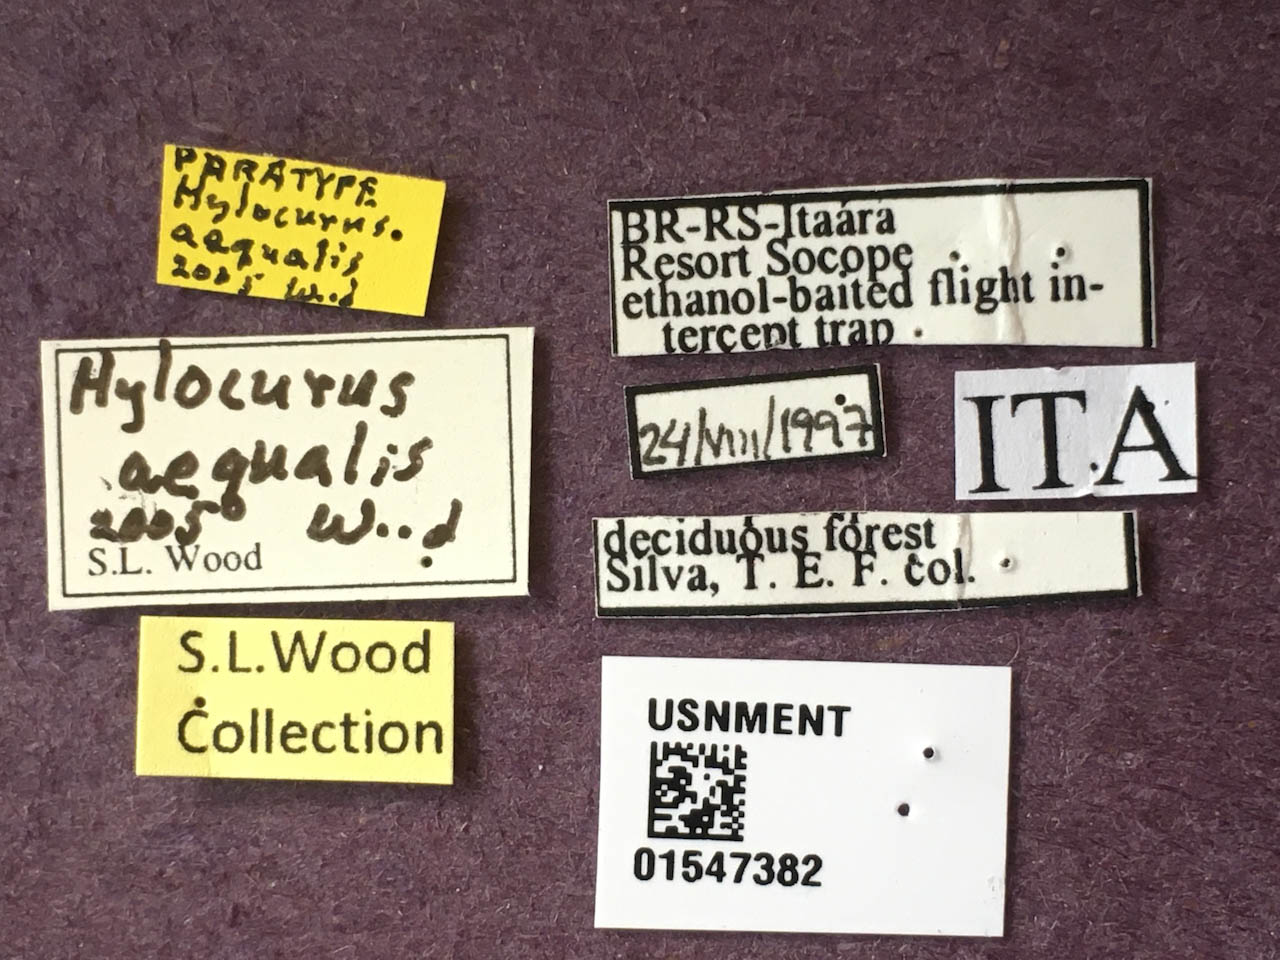 PARATYPE
Hylocurus
aequalis
2005 Wood
Hylocurus
aequalis
2005 Wood
S.L. Wood
S.L.Wood
Collection
BR-RS-Itaára
Resort Socope
ethanol-baited flight in-
tercept trap
24/VIII/1997
ITA
deciduous forest
Silva, T. E. F. col.
USNMENT
01547382